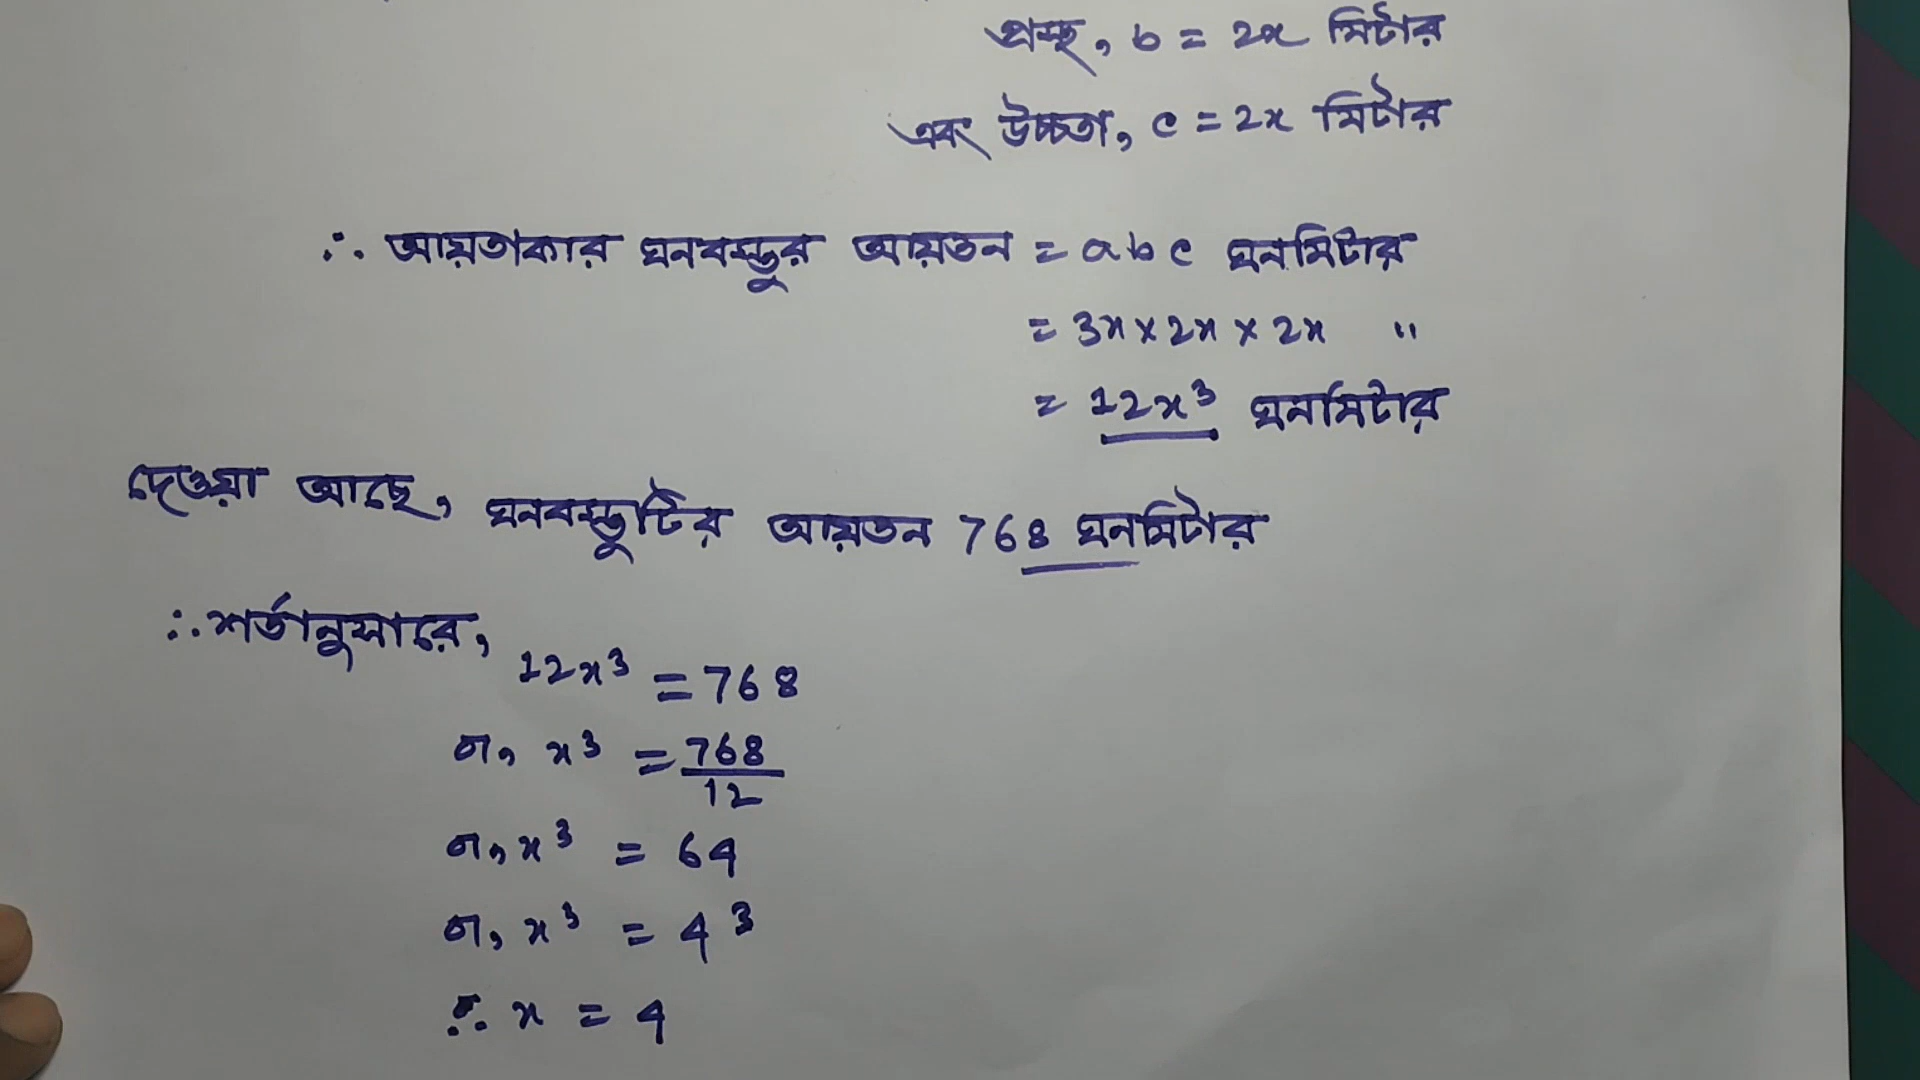 প্রস্থ, b = 2x মিটার
এবং উচ্চতা, c = 2x মিটার
∴ আয়তাকার ঘনবস্তুর আয়তন = abc ঘনমিটার
= 3x × 2x × 2x "
= 12x³ ঘনমিটার
দেওয়া আছে, ঘনবস্তুটির আয়তন 768 ঘনমিটার
∴ শর্তানুসারে,
12x³ = 768
বা, x³ = 768/12
বা, x³ = 64
বা, x³ = 4³
∴ x = 4